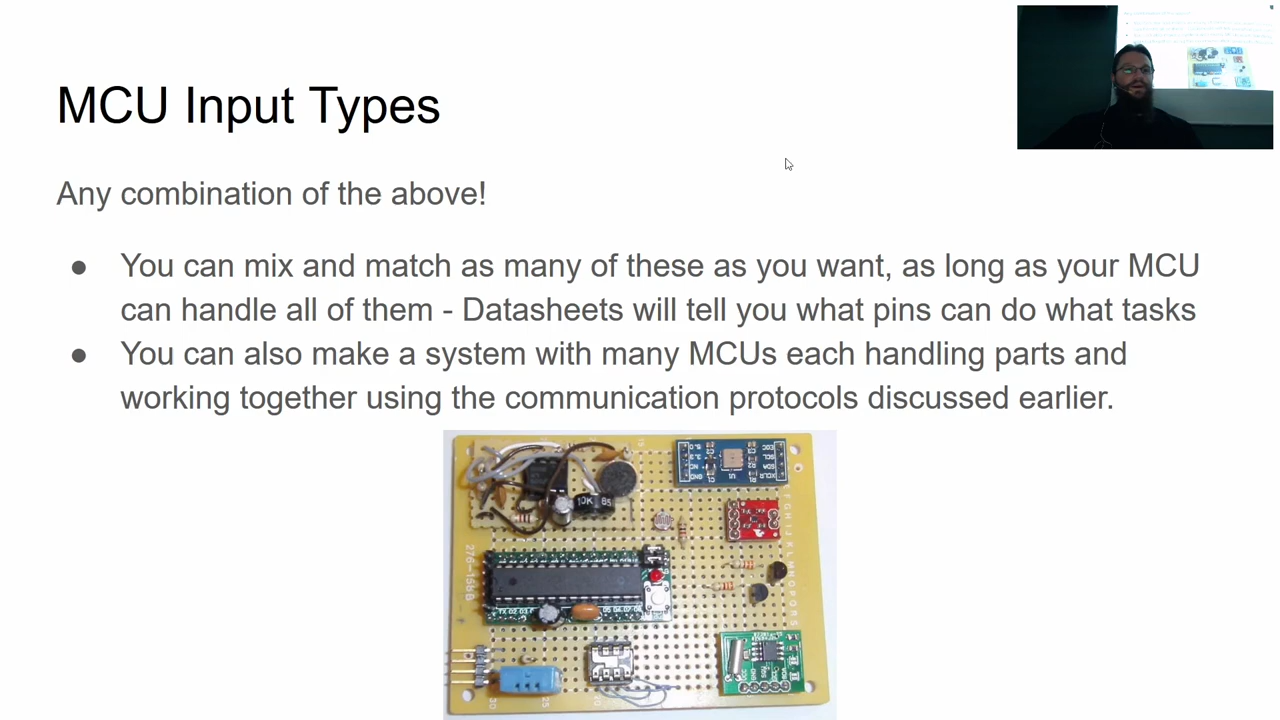 MCU Input Types
Any combination of the above!
● You can mix and match as many of these as you want, as long as your MCU
can handle all of them - Datasheets will tell you what pins can do what tasks
● You can also make a system with many MCUs each handling parts and
working together using the communication protocols discussed earlier.
10K 85